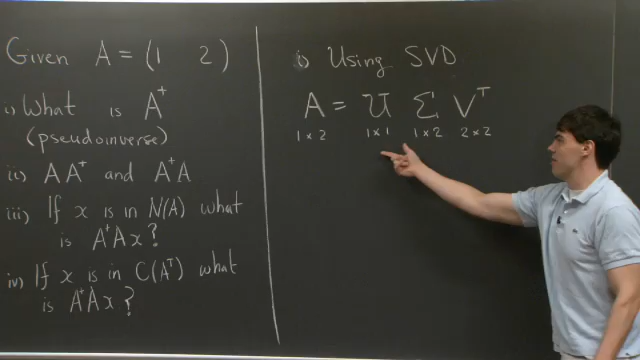 Given A = (1 2)
i) What is A⁺
(pseudoinverse)
ii) AA⁺ and A⁺A
iii) If x is in N(A) what
is A⁺Ax?
iv) If x is in C(Aᵀ) what
is A⁺Ax?
i) Using SVD
A = U Σ Vᵀ
1×2 1×1 1×2 2×2